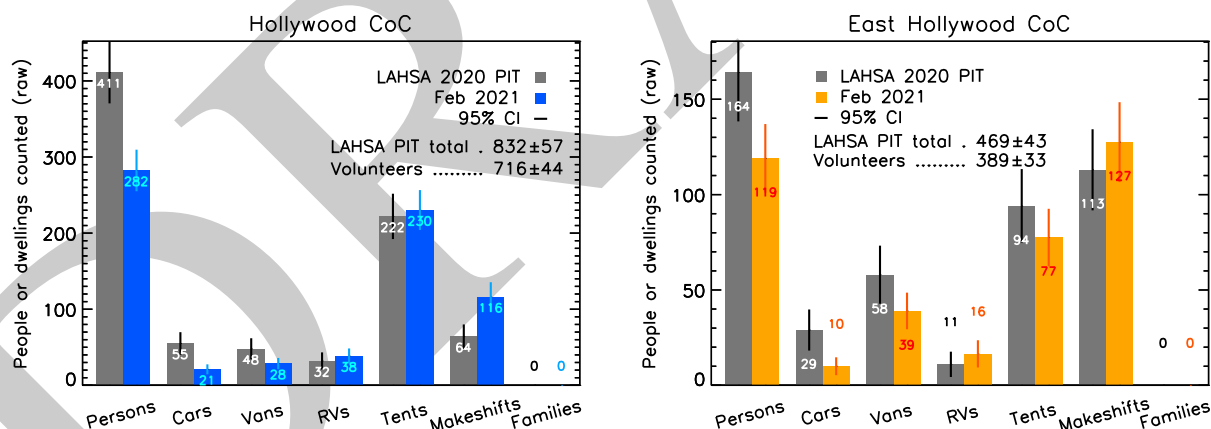 Hollywood CoC
People or dwellings counted (row)
400
300
200
100
0
LAHSA 2020 PIT
Feb 2021
95% CI
LAHSA PIT total . 832±57
Volunteers ......... 716±44
411
282
55
21
48
28
32
38
222
230
64
116
0
0
Persons
Cars
Vans
RVs
Tents
Makeshifts
Families
East Hollywood CoC
People or dwellings counted (row)
150
100
50
0
LAHSA 2020 PIT
Feb 2021
95% CI
LAHSA PIT total . 469±43
Volunteers ......... 389±33
164
119
29
10
58
39
11
16
94
77
113
127
0
0
Persons
Cars
Vans
RVs
Tents
Makeshifts
Families